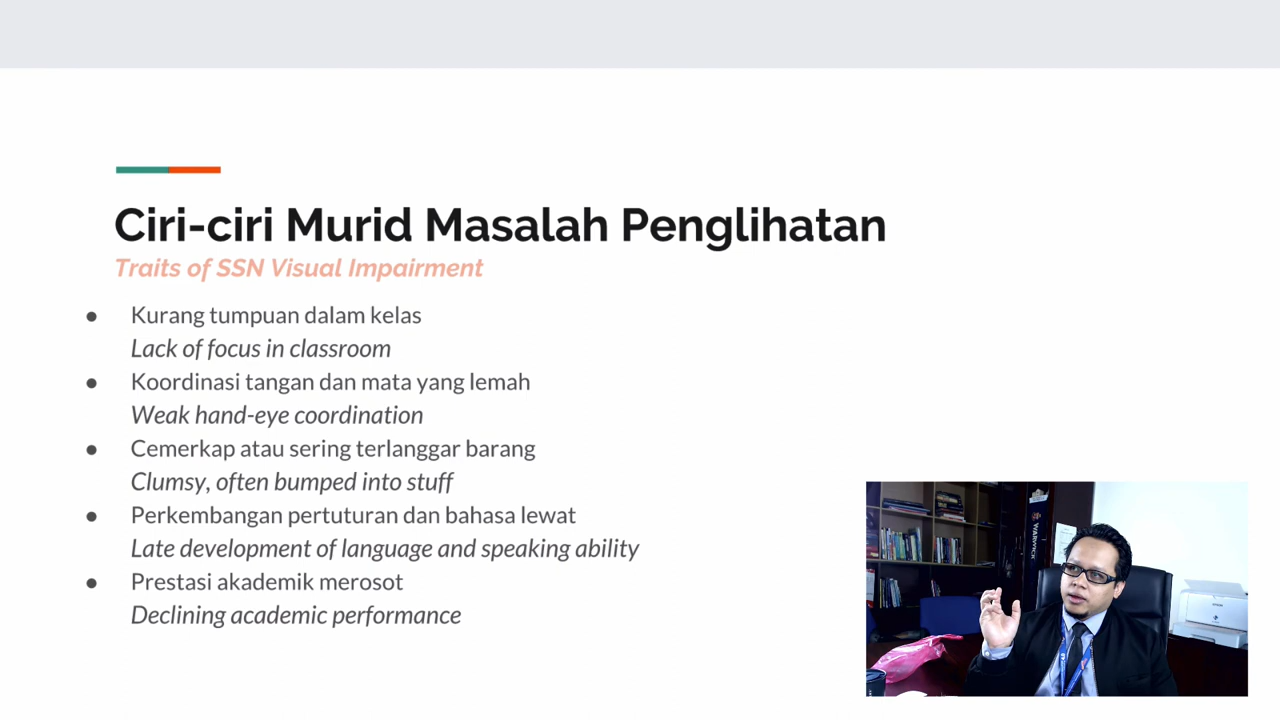 Ciri-ciri Murid Masalah Penglihatan
Traits of SSN Visual Impairment
● Kurang tumpuan dalam kelas
Lack of focus in classroom
● Koordinasi tangan dan mata yang lemah
Weak hand-eye coordination
● Cemerkap atau sering terlanggar barang
Clumsy, often bumped into stuff
● Perkembangan pertuturan dan bahasa lewat
Late development of language and speaking ability
● Prestasi akademik merosot
Declining academic performance
WARWICK